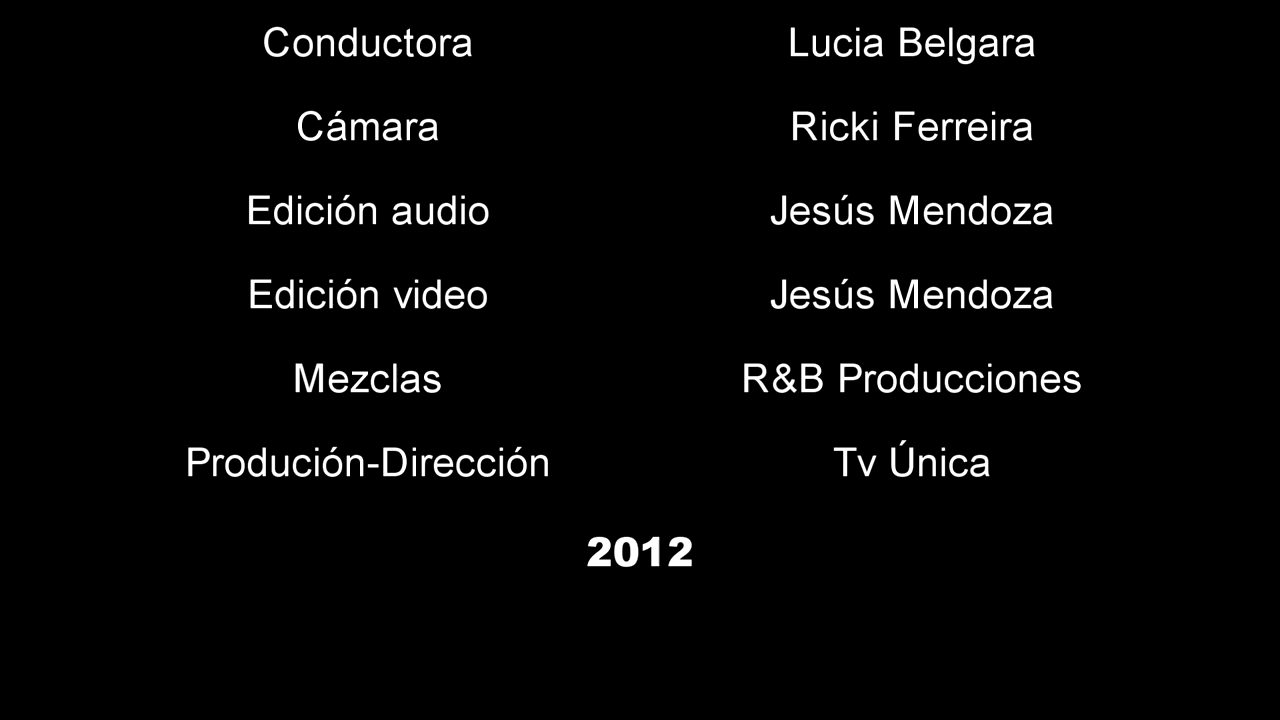 Conductora Lucia Belgara
Cámara Ricki Ferreira
Edición audio Jesús Mendoza
Edición video Jesús Mendoza
Mezclas R&B Producciones
Produción-Dirección Tv Única
2012